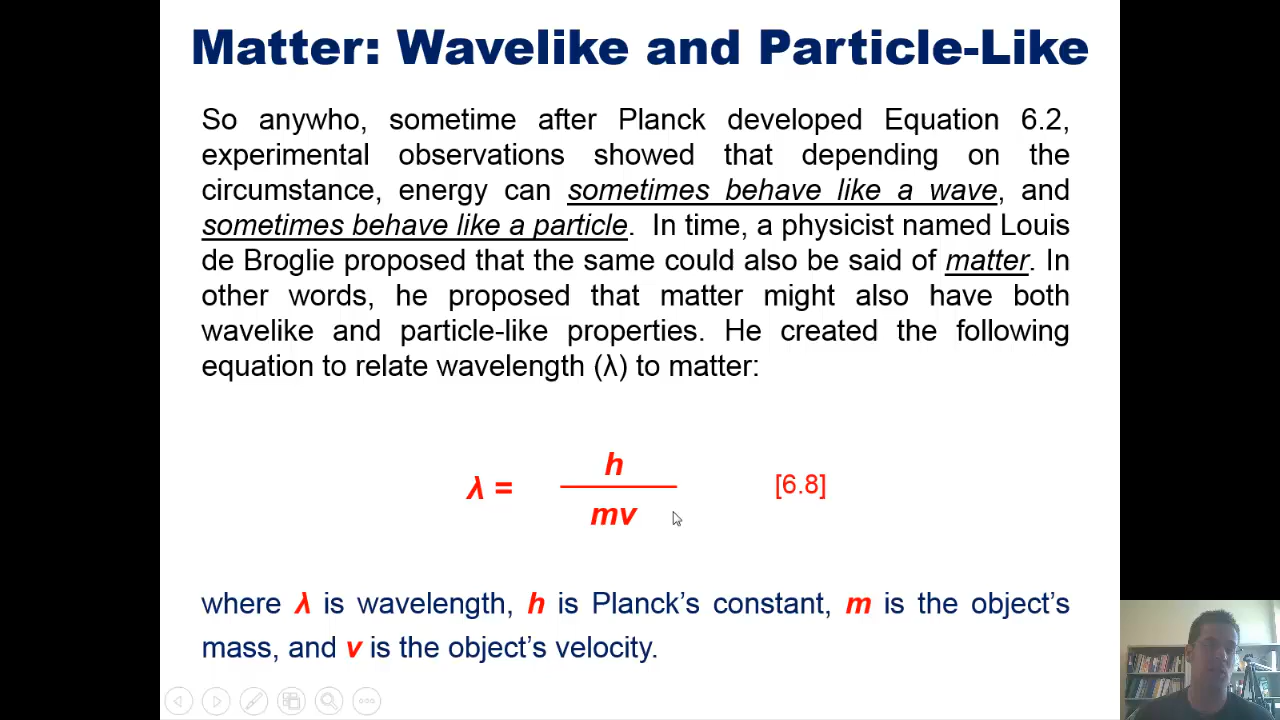 Matter: Wavelike and Particle-Like
So anywho, sometime after Planck developed Equation 6.2,
experimental observations showed that depending on the
circumstance, energy can sometimes behave like a wave, and
sometimes behave like a particle. In time, a physicist named Louis
de Broglie proposed that the same could also be said of matter. In
other words, he proposed that matter might also have both
wavelike and particle-like properties. He created the following
equation to relate wavelength (λ) to matter:
h
λ =
[6.8]
mv
where λ is wavelength, h is Planck's constant, m is the object's
mass, and v is the object's velocity.